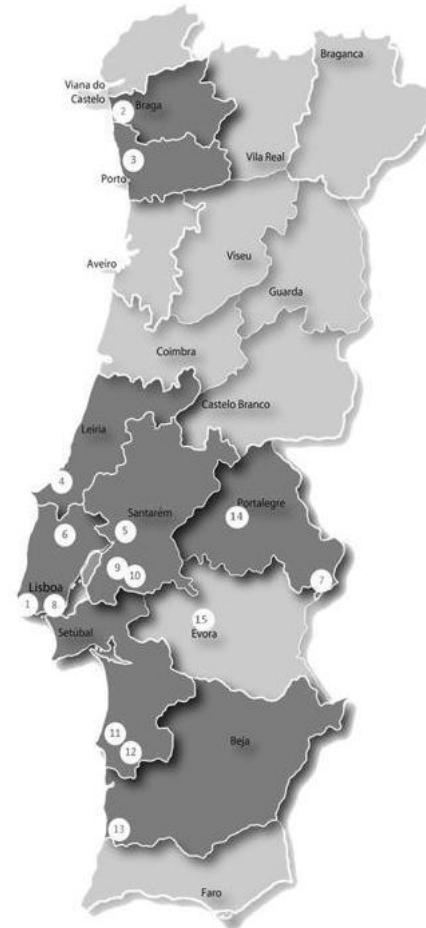 Braganca
Viana do
Castelo
Braga
2
3
Vila Real
Porto
Viseu
Aveiro
Guarda
Coimbra
Castelo Branco
Leiria
4
Santarém
Portalegre
14
5
6
9
10
7
Lisboa
1
8
15
Setúbal
Evora
11
12
Beja
13
Faro